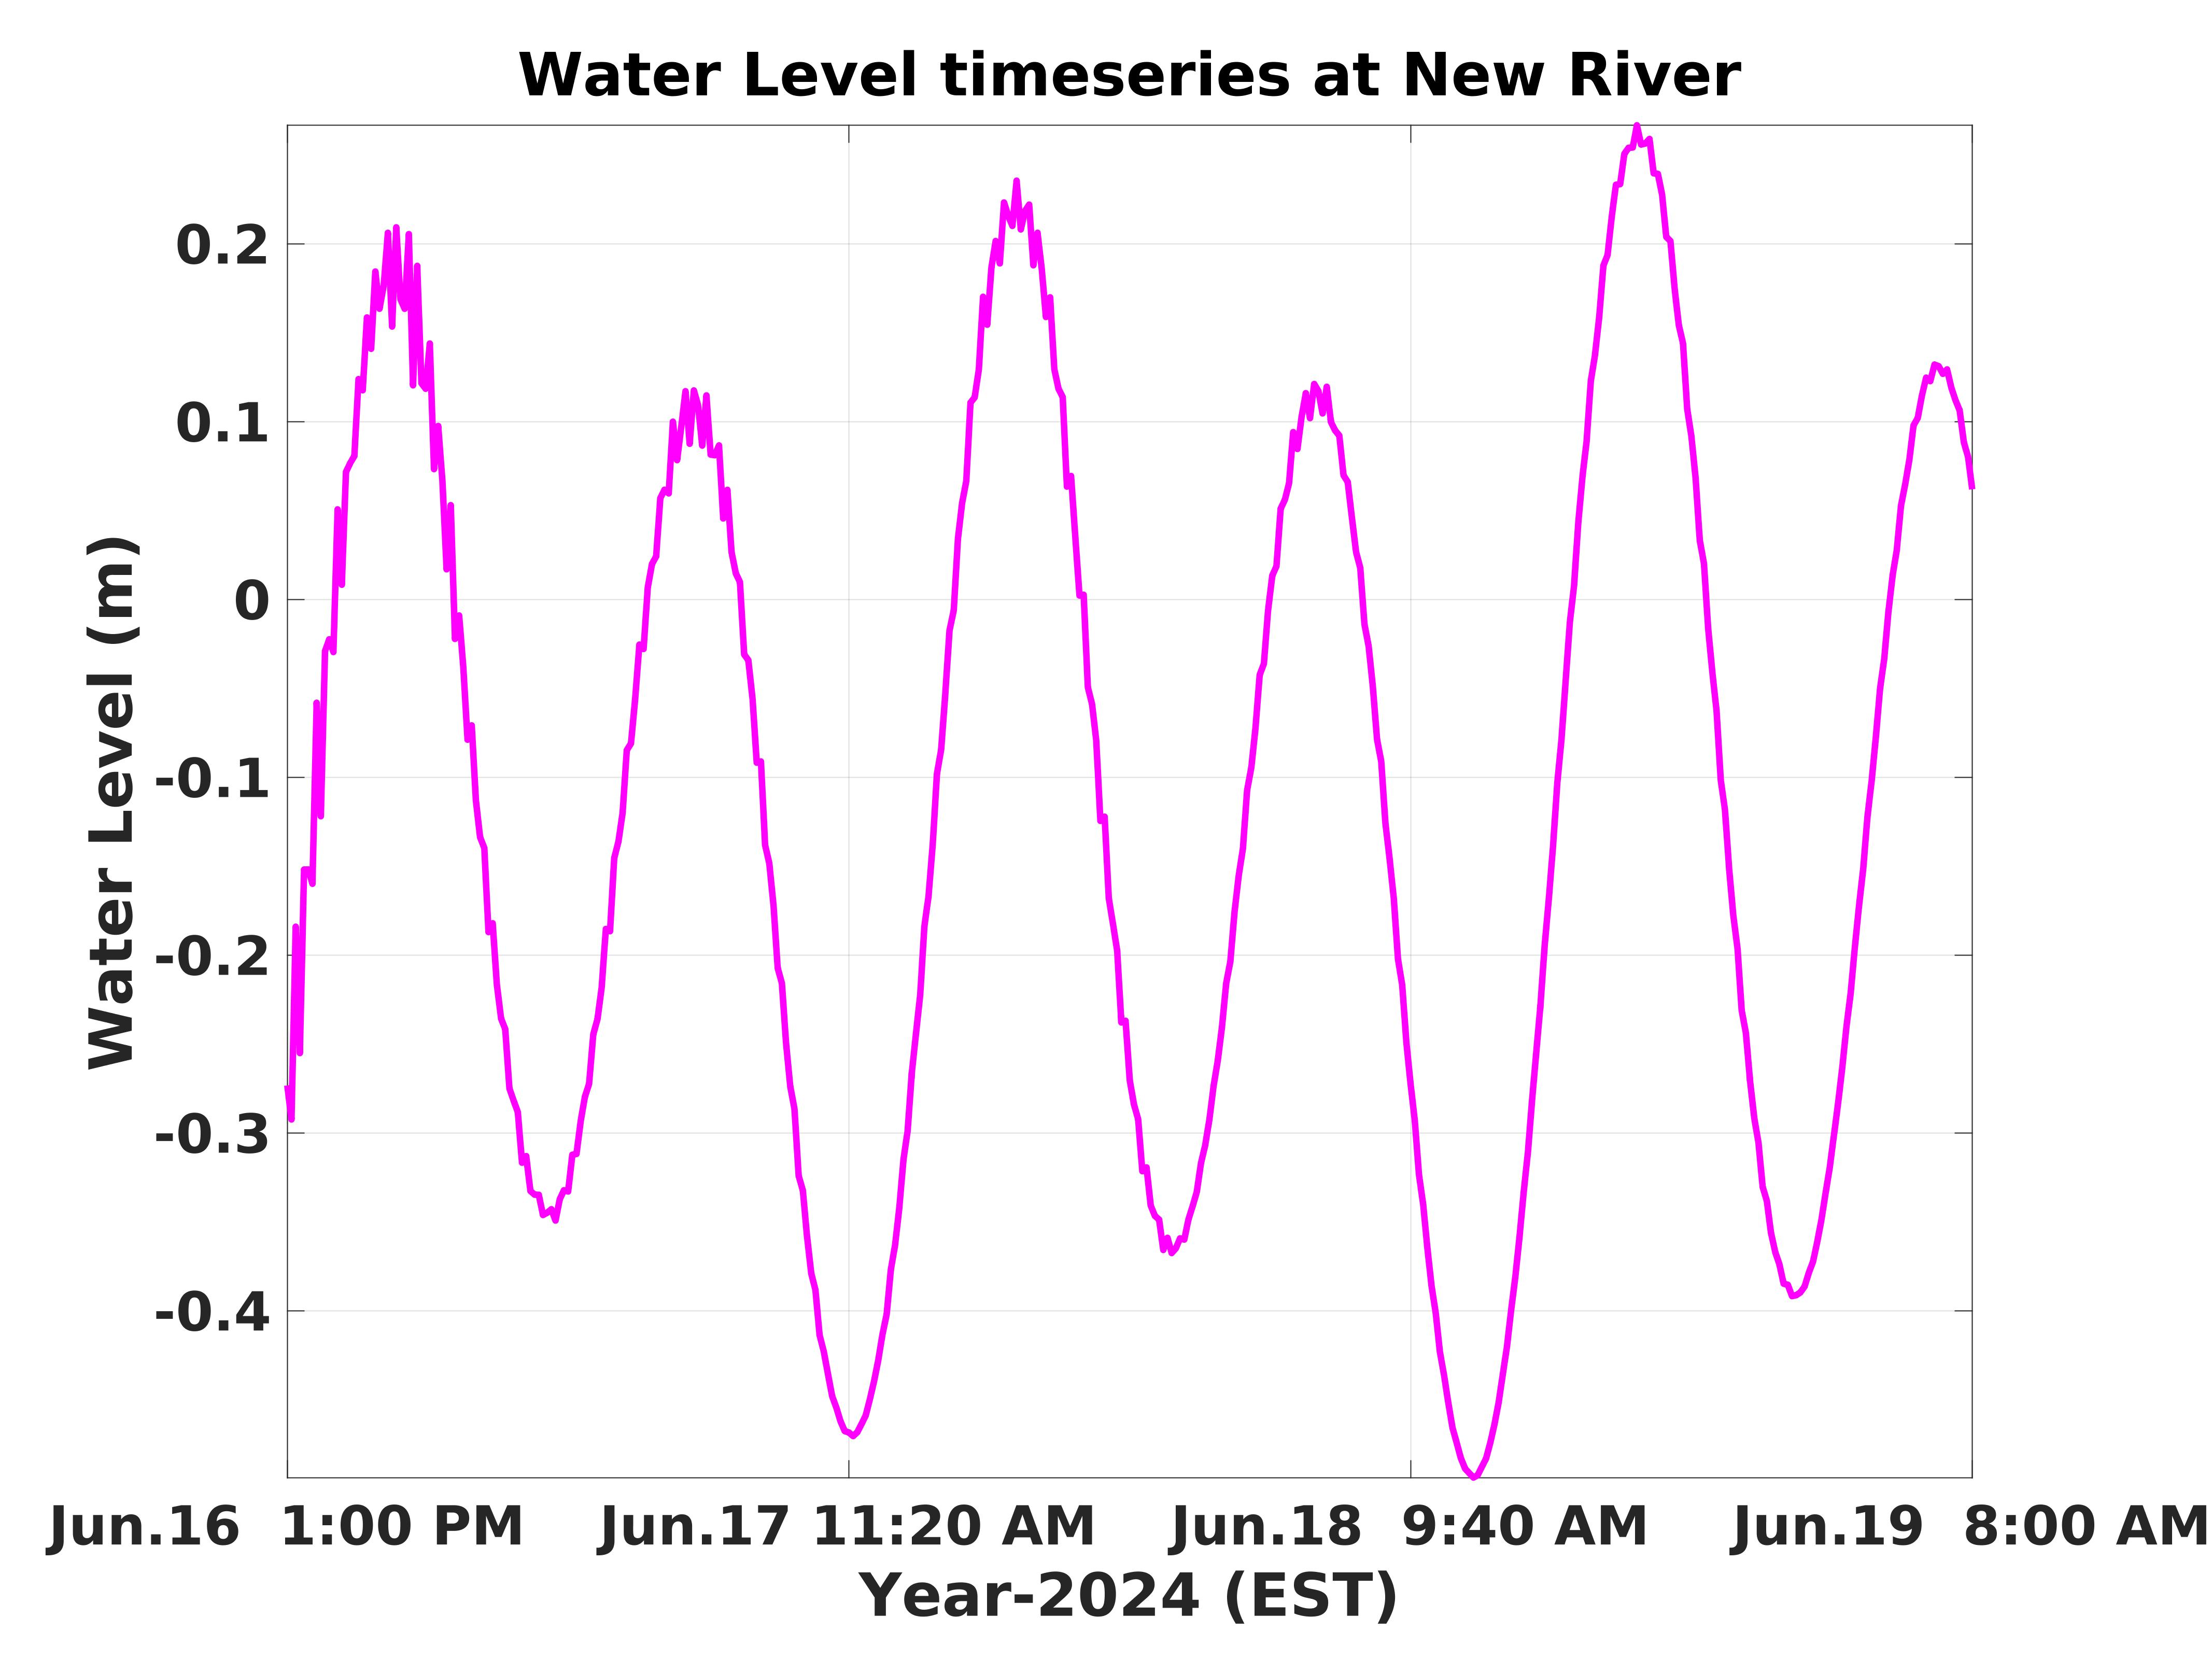 Water Level timeseries at New River
0.2
0.1
0
-0.1
-0.2
-0.3
-0.4
Water Level (m)
Jun.16 1:00 PM
Jun.17 11:20 AM
Jun.18 9:40 AM
Jun.19 8:00 AM
Year-2024 (EST)